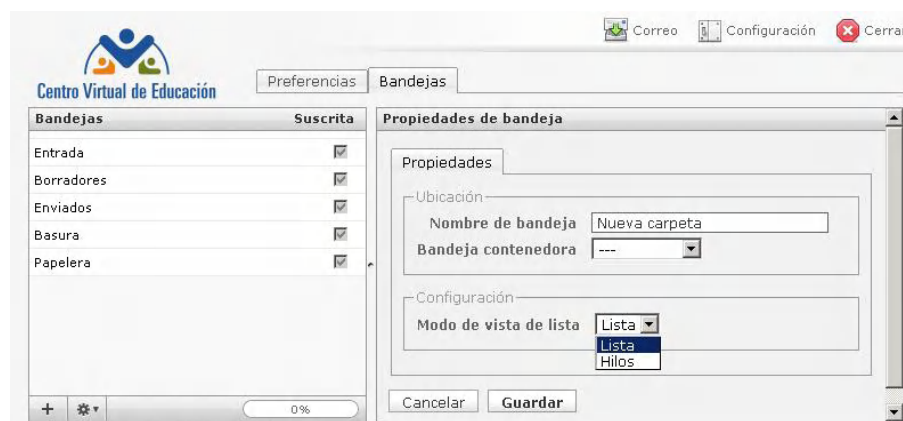 Correo Configuración Cerrar
Centro Virtual de Educación
Preferencias Bandejas
Bandejas Suscrita
Entrada
Borradores
Enviados
Basura
Papelera
0%
Propiedades de bandeja
Propiedades
Ubicación
Nombre de bandeja Nueva carpeta
Bandeja contenedora ---
Configuración
Modo de vista de lista Lista
Lista
Hilos
Cancelar Guardar